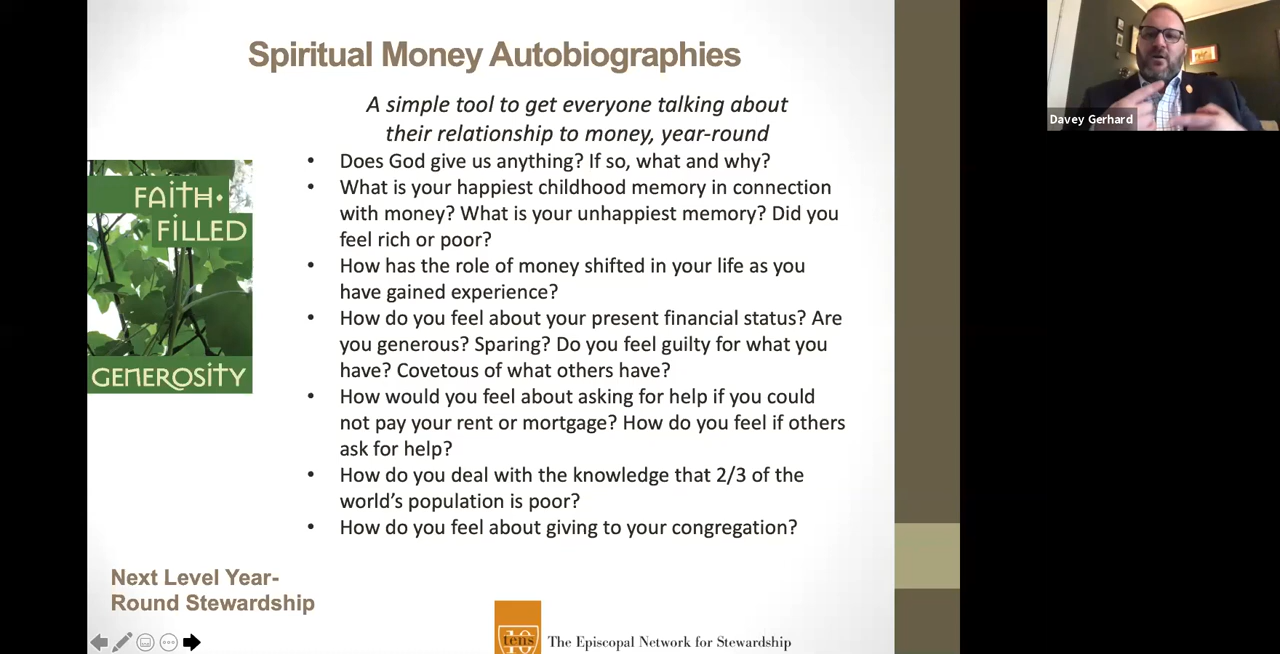 Spiritual Money Autobiographies
A simple tool to get everyone talking about
their relationship to money, year-round
• Does God give us anything? If so, what and why?
• What is your happiest childhood memory in connection
with money? What is your unhappiest memory? Did you
feel rich or poor?
• How has the role of money shifted in your life as you
have gained experience?
• How do you feel about your present financial status? Are
you generous? Sparing? Do you feel guilty for what you
have? Covetous of what others have?
• How would you feel about asking for help if you could
not pay your rent or mortgage? How do you feel if others
ask for help?
• How do you deal with the knowledge that 2/3 of the
world’s population is poor?
• How do you feel about giving to your congregation?
FAITH·
FILLED
GENEROSITY
Next Level Year-
Round Stewardship
10
tens
The Episcopal Network for Stewardship
Davey Gerhard